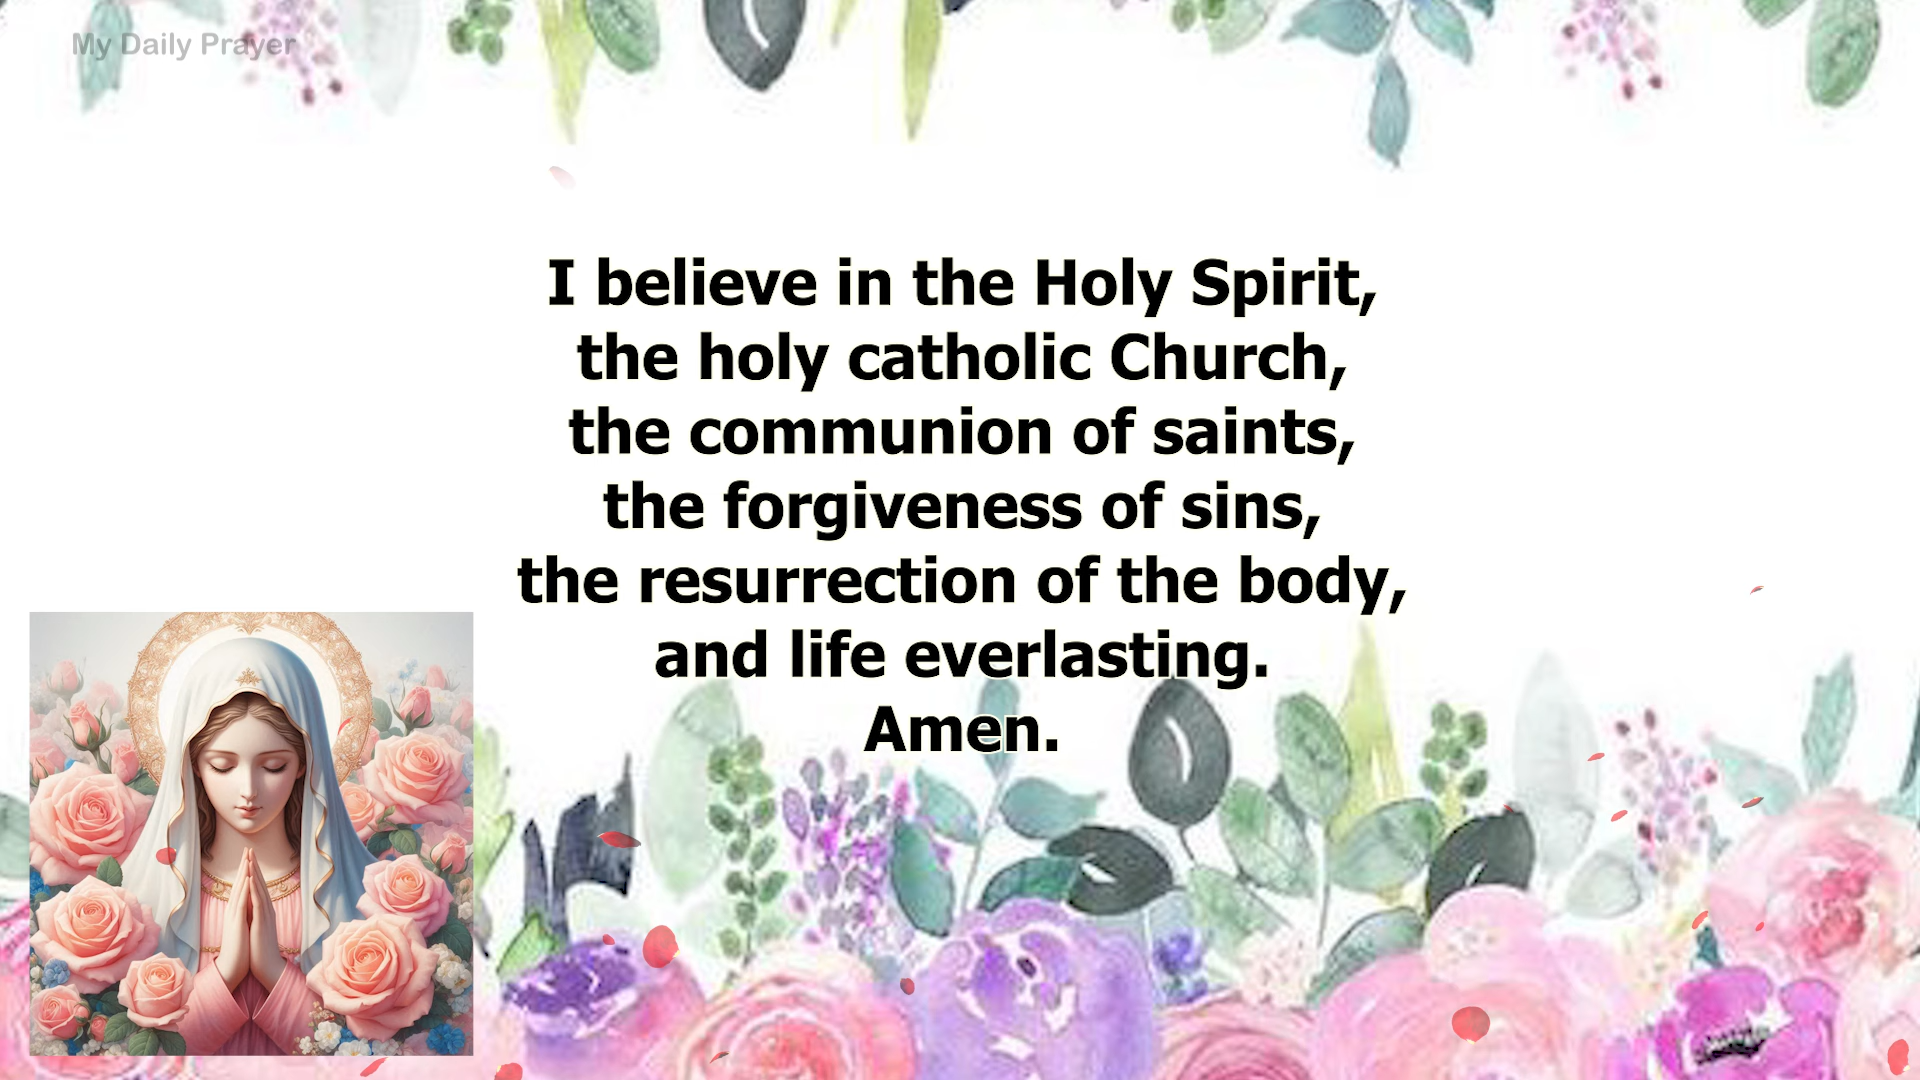 My Daily Prayer
I believe in the Holy Spirit,
the holy catholic Church,
the communion of saints,
the forgiveness of sins,
the resurrection of the body,
and life everlasting.
Amen.